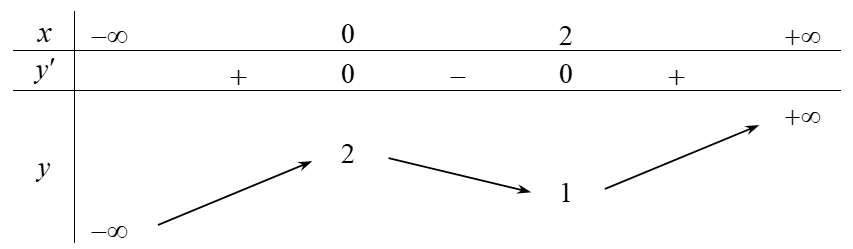 x −∞ 0 2 +∞
y′ + 0 − 0 +
+∞
2
y 1
−∞